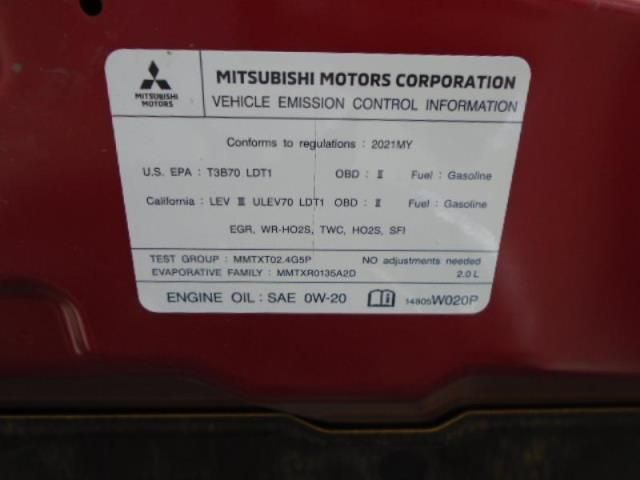 MITSUBISHI
MOTORS
MITSUBISHI MOTORS CORPORATION
VEHICLE EMISSION CONTROL INFORMATION
Conforms to regulations : 2021MY
U.S. EPA : T3B70 LDT1 OBD : Ⅱ Fuel : Gasoline
California : LEV Ⅲ ULEV70 LDT1 OBD : Ⅱ Fuel : Gasoline
EGR, WR-HO2S, TWC, HO2S, SFI
TEST GROUP : MMTXT02.4G5P NO adjustments needed
EVAPORATIVE FAMILY : MMTXR0135A2D 2.0 L
ENGINE OIL : SAE 0W-20 14805W020P